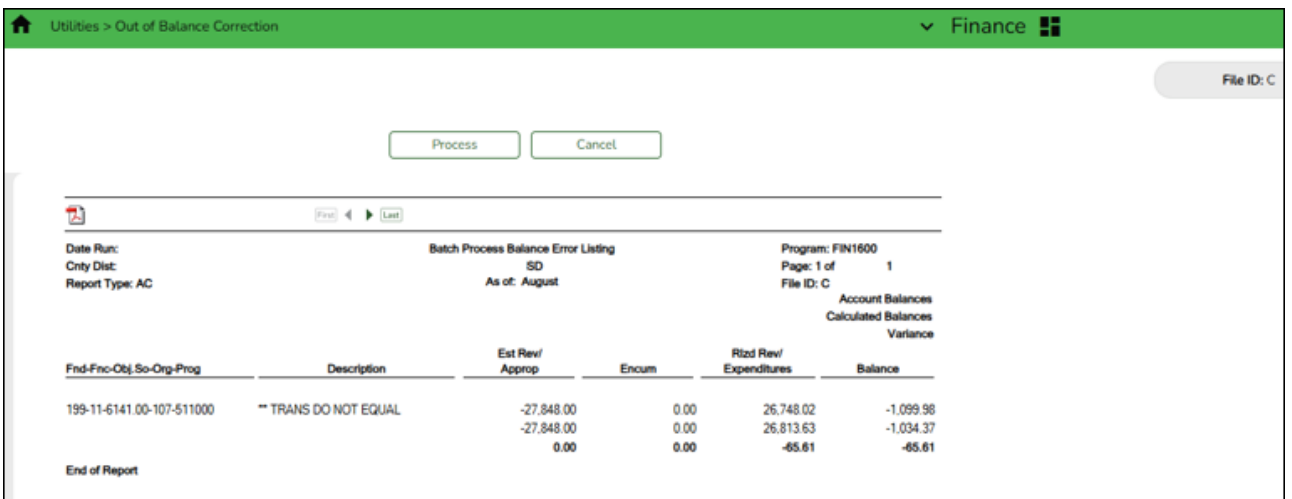 Utilities > Out of Balance Correction
Finance
File ID: C
Process
Cancel
First
Last
Date Run:
Batch Process Balance Error Listing
Program: FIN1600
Cnty Dist:
SD
Page: 1 of 1
Report Type: AC
As of: August
File ID: C
Account Balances
Calculated Balances
Variance
Est Rev/
Rlzd Rev/
Fnd-Fnc-Obj.So-Org-Prog
Description
Approp
Encum
Expenditures
Balance
199-11-6141.00-107-511000 ** TRANS DO NOT EQUAL -27,848.00 0.00 26,748.02 -1,099.98
-27,848.00 0.00 26,813.63 -1,034.37
0.00 0.00 -65.61 -65.61
End of Report